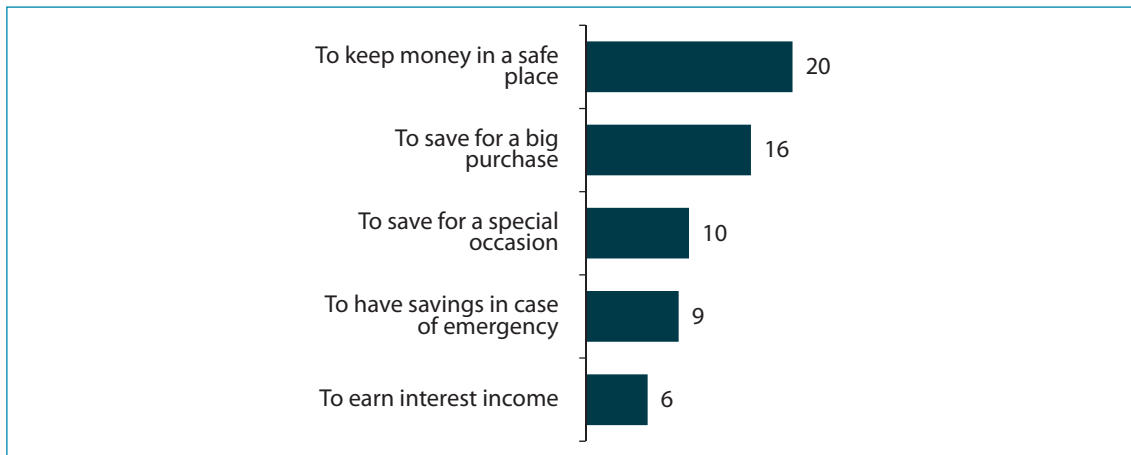 To keep money in a safe
place
20
To save for a big
purchase
16
To save for a special
occasion
10
To have savings in case
of emergency
9
To earn interest income
6